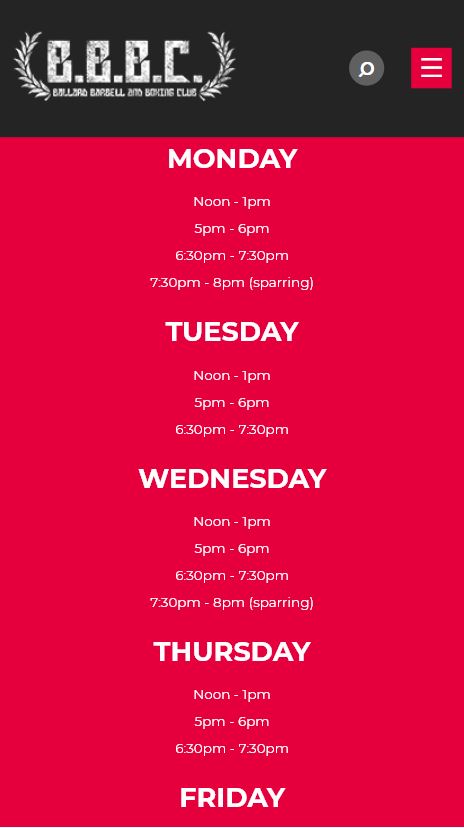 B.B.B.C.
BALLARD BARBELL AND BOXING CLUB
MONDAY
Noon - 1pm
5pm - 6pm
6:30pm - 7:30pm
7:30pm - 8pm (sparring)
TUESDAY
Noon - 1pm
5pm - 6pm
6:30pm - 7:30pm
WEDNESDAY
Noon - 1pm
5pm - 6pm
6:30pm - 7:30pm
7:30pm - 8pm (sparring)
THURSDAY
Noon - 1pm
5pm - 6pm
6:30pm - 7:30pm
FRIDAY